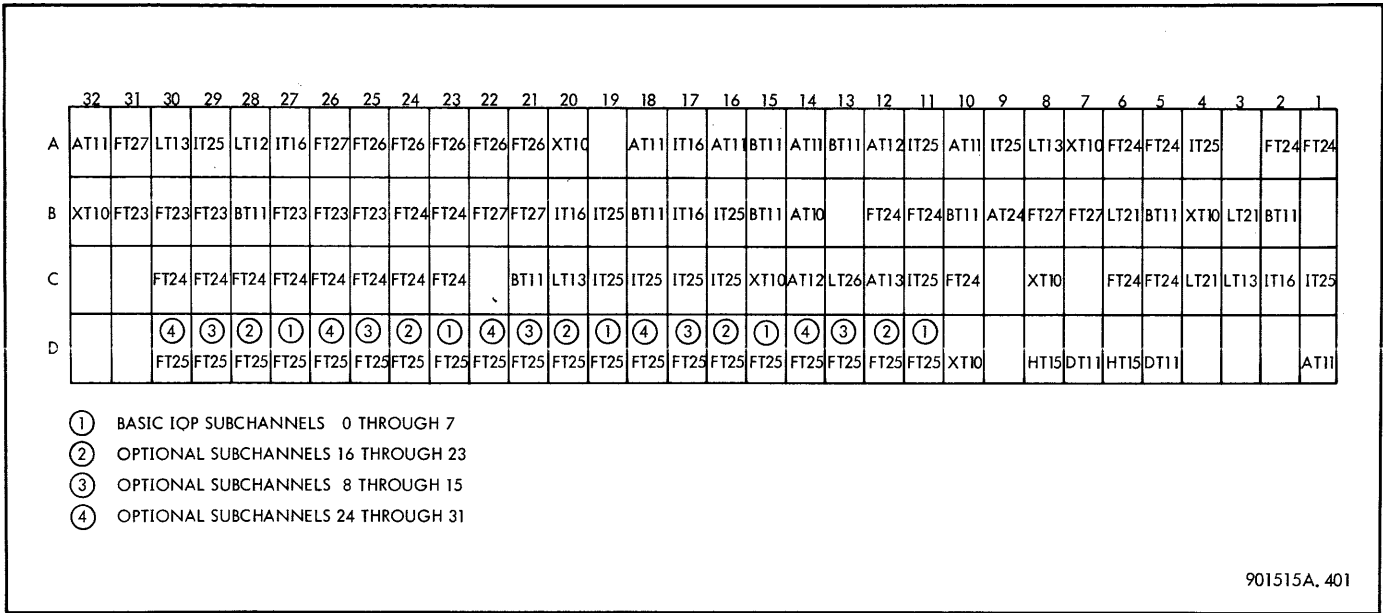 32 31 30 29 28 27 26 25 24 23 22 21 20 19 18 17 16 15 14 13 12 11 10 9 8 7 6 5 4 3 2 1
A AT11 FT27 LT13 IT25 LT12 IT16 FT27 FT26 FT26 FT26 FT26 FT26 XT10 AT11 IT16 AT11 BT11 AT11 BT11 AT12 IT25 AT11 IT25 LT13 XT10 FT24 FT24 IT25 FT24 FT24
B XT10 FT23 FT23 FT23 BT11 FT23 FT23 FT23 FT24 FT24 FT27 FT27 IT16 IT25 BT11 IT16 IT25 BT11 AT10 FT24 FT24 BT11 AT24 FT27 FT27 LT21 BT11 XT10 LT21 BT11
C FT24 FT24 FT24 FT24 FT24 FT24 FT24 FT24 BT11 LT13 IT25 IT25 IT25 IT25 XT10 AT12 LT26 AT13 IT25 FT24 XT10 FT24 FT24 LT21 LT13 IT16 IT25
D ④ ③ ② ① ④ ③ ② ① ④ ③ ② ① ④ ③ ② ① ④ ③ ② ①
FT25 FT25 FT25 FT25 FT25 FT25 FT25 FT25 FT25 FT25 FT25 FT25 FT25 FT25 FT25 FT25 FT25 FT25 FT25 FT25 XT10 HT15 DT11 HT15 DT11 AT11
① BASIC IOP SUBCHANNELS 0 THROUGH 7
② OPTIONAL SUBCHANNELS 16 THROUGH 23
③ OPTIONAL SUBCHANNELS 8 THROUGH 15
④ OPTIONAL SUBCHANNELS 24 THROUGH 31
901515A. 401